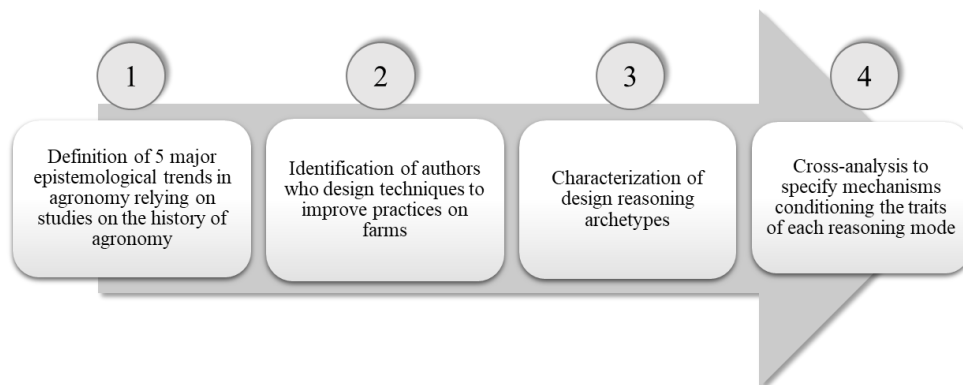 1
Definition of 5 major
epistemological trends in
agronomy relying on
studies on the history of
agronomy
2
Identification of authors
who design techniques to
improve practices on
farms
3
Characterization of
design reasoning
archetypes
4
Cross-analysis to
specify mechanisms
conditioning the traits
of each reasoning mode